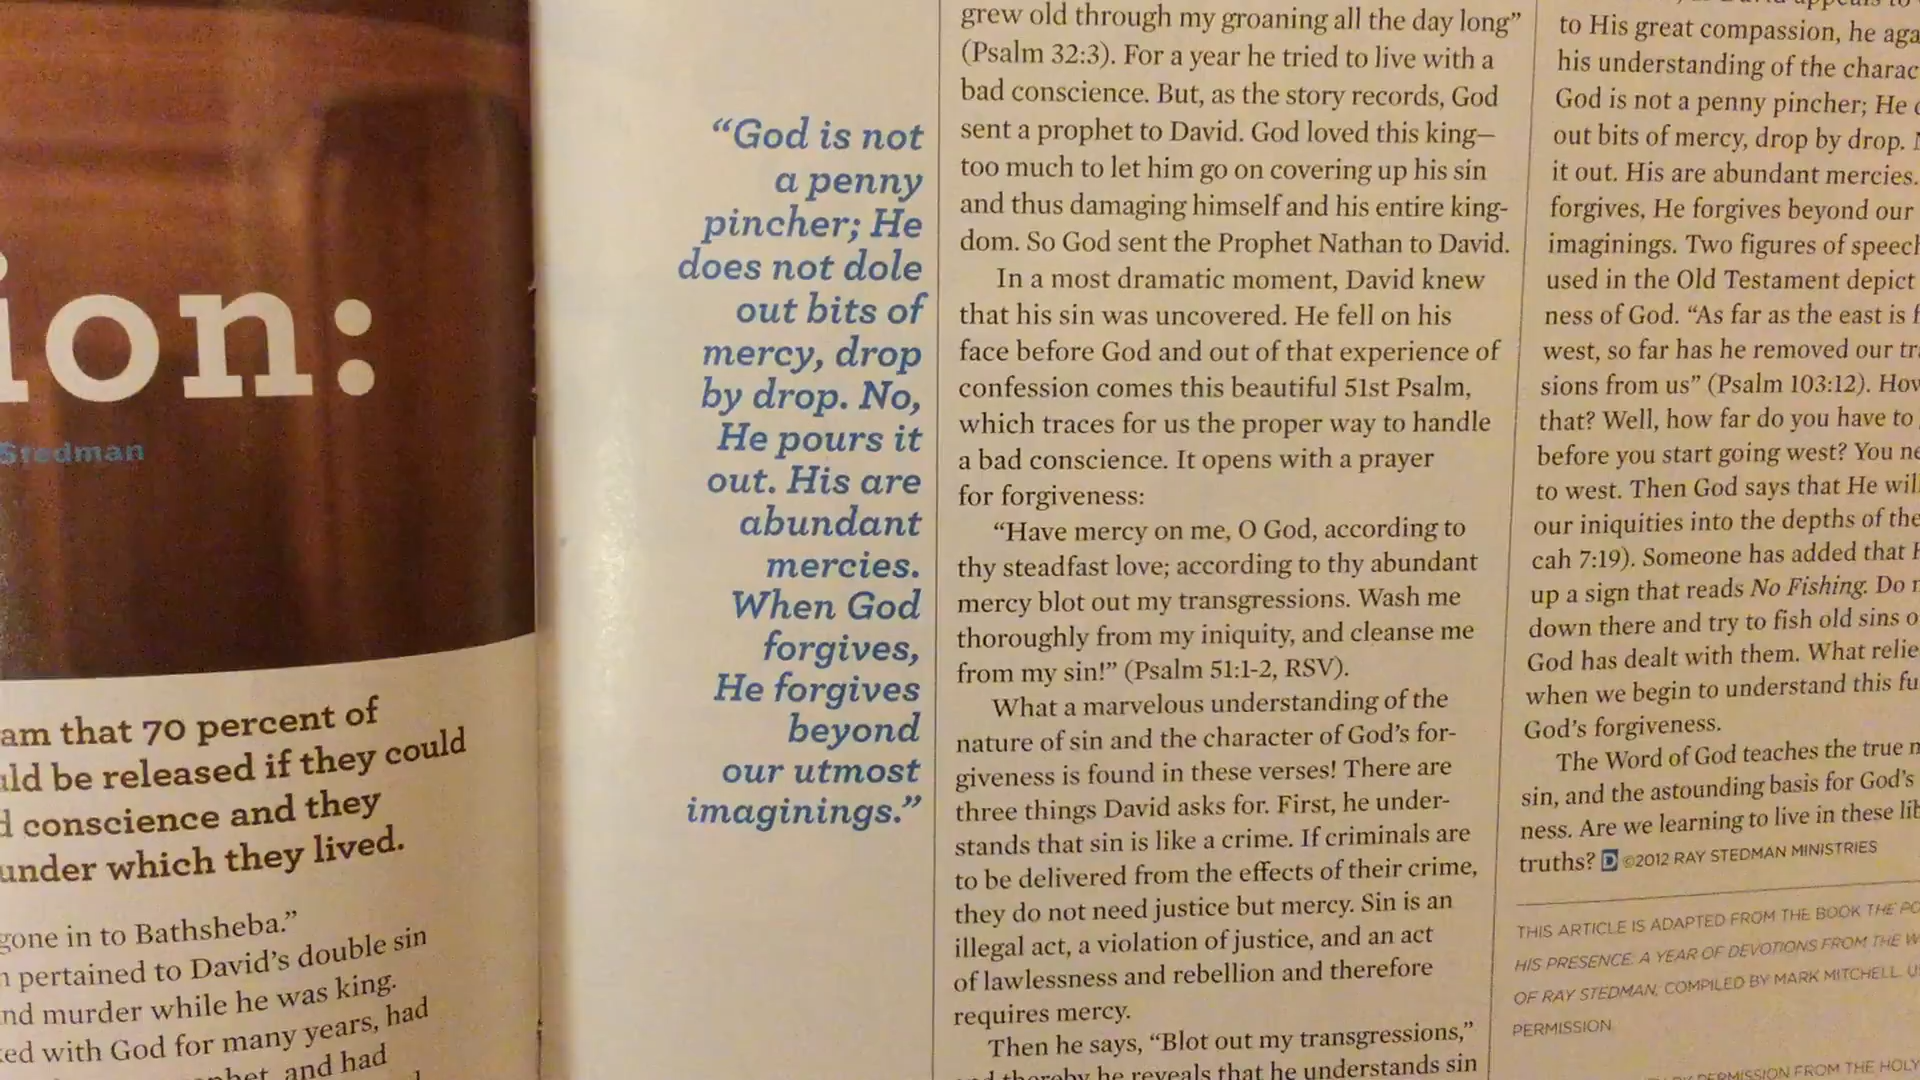 ion:
Stedman
am that 70 percent of
uld be released if they could
d conscience and they
under which they lived.
gone in to Bathsheba.”
n pertained to David’s double sin
nd murder while he was king.
ked with God for many years, had
and had
“God is not
a penny
pincher; He
does not dole
out bits of
mercy, drop
by drop. No,
He pours it
out. His are
abundant
mercies.
When God
forgives,
He forgives
beyond
our utmost
imaginings.”
grew old through my groaning all the day long”
(Psalm 32:3). For a year he tried to live with a
bad conscience. But, as the story records, God
sent a prophet to David. God loved this king—
too much to let him go on covering up his sin
and thus damaging himself and his entire king-
dom. So God sent the Prophet Nathan to David.
In a most dramatic moment, David knew
that his sin was uncovered. He fell on his
face before God and out of that experience of
confession comes this beautiful 51st Psalm,
which traces for us the proper way to handle
a bad conscience. It opens with a prayer
for forgiveness:
“Have mercy on me, O God, according to
thy steadfast love; according to thy abundant
mercy blot out my transgressions. Wash me
thoroughly from my iniquity, and cleanse me
from my sin!” (Psalm 51:1-2, RSV).
What a marvelous understanding of the
nature of sin and the character of God’s for-
giveness is found in these verses! There are
three things David asks for. First, he under-
stands that sin is like a crime. If criminals are
to be delivered from the effects of their crime,
they do not need justice but mercy. Sin is an
illegal act, a violation of justice, and an act
of lawlessness and rebellion and therefore
requires mercy.
Then he says, “Blot out my transgressions,”
and thereby he reveals that he understands sin
David appeals to
to His great compassion, he aga
his understanding of the charac
God is not a penny pincher; He
out bits of mercy, drop by drop.
it out. His are abundant mercies.
forgives, He forgives beyond our
imaginings. Two figures of speech
used in the Old Testament depict
ness of God. “As far as the east is
west, so far has he removed our tr
sions from us” (Psalm 103:12). How
that? Well, how far do you have to
before you start going west? You ne
to west. Then God says that He will
our iniquities into the depths of the
cah 7:19). Someone has added that
up a sign that reads No Fishing. Do
down there and try to fish old sins o
God has dealt with them. What relie
when we begin to understand this fu
God’s forgiveness.
The Word of God teaches the true
sin, and the astounding basis for God’s
ness. Are we learning to live in these lib
truths? D ©2012 RAY STEDMAN MINISTRIES
THIS ARTICLE IS ADAPTED FROM THE BOOK THE PO
HIS PRESENCE: A YEAR OF DEVOTIONS FROM THE W
OF RAY STEDMAN, COMPILED BY MARK MITCHELL. U
PERMISSION.
PERMISSION FROM THE HOLY